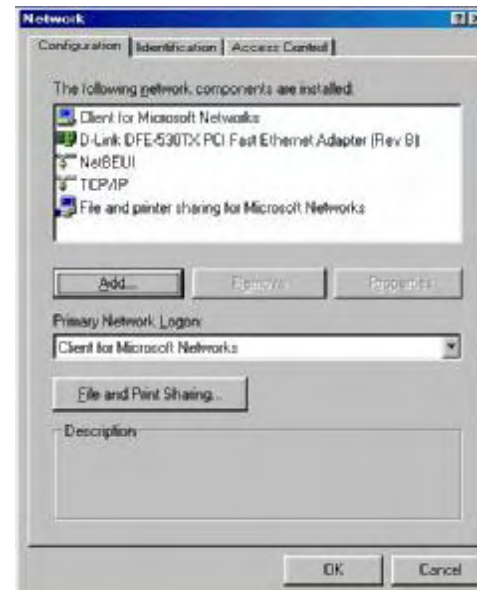 Network
Configuration Identification Access Control
The following network components are installed:
Client for Microsoft Networks
D-Link DFE-530TX PCI Fast Ethernet Adapter (Rev B)
NetBEUI
TCP/IP
File and printer sharing for Microsoft Networks
Add... Remove Properties
Primary Network Logon:
Client for Microsoft Networks
File and Print Sharing...
Description
OK Cancel